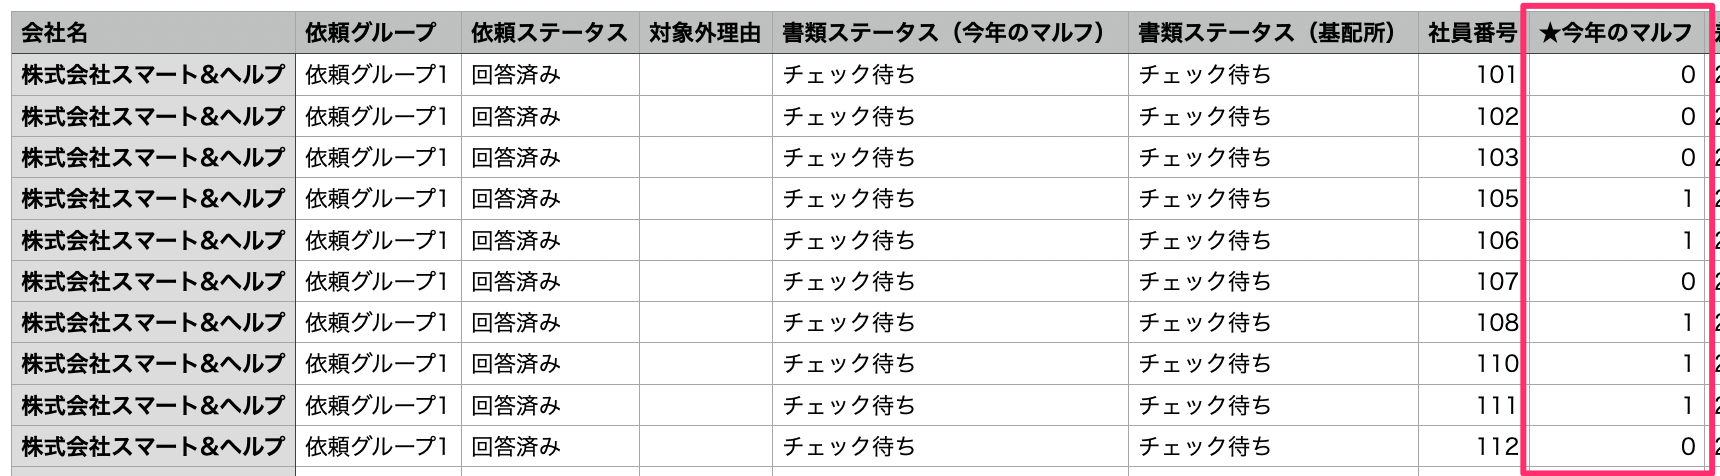 会社名 依頼グループ 依頼ステータス 対象外理由 書類ステータス（今年のマルフ） 書類ステータス（基配所） 社員番号 ★今年のマルフ
株式会社スマート&ヘルプ 依頼グループ1 回答済み チェック待ち チェック待ち 101 0
株式会社スマート&ヘルプ 依頼グループ1 回答済み チェック待ち チェック待ち 102 0
株式会社スマート&ヘルプ 依頼グループ1 回答済み チェック待ち チェック待ち 103 0
株式会社スマート&ヘルプ 依頼グループ1 回答済み チェック待ち チェック待ち 105 1
株式会社スマート&ヘルプ 依頼グループ1 回答済み チェック待ち チェック待ち 106 1
株式会社スマート&ヘルプ 依頼グループ1 回答済み チェック待ち チェック待ち 107 0
株式会社スマート&ヘルプ 依頼グループ1 回答済み チェック待ち チェック待ち 108 1
株式会社スマート&ヘルプ 依頼グループ1 回答済み チェック待ち チェック待ち 110 1
株式会社スマート&ヘルプ 依頼グループ1 回答済み チェック待ち チェック待ち 111 1
株式会社スマート&ヘルプ 依頼グループ1 回答済み チェック待ち チェック待ち 112 0